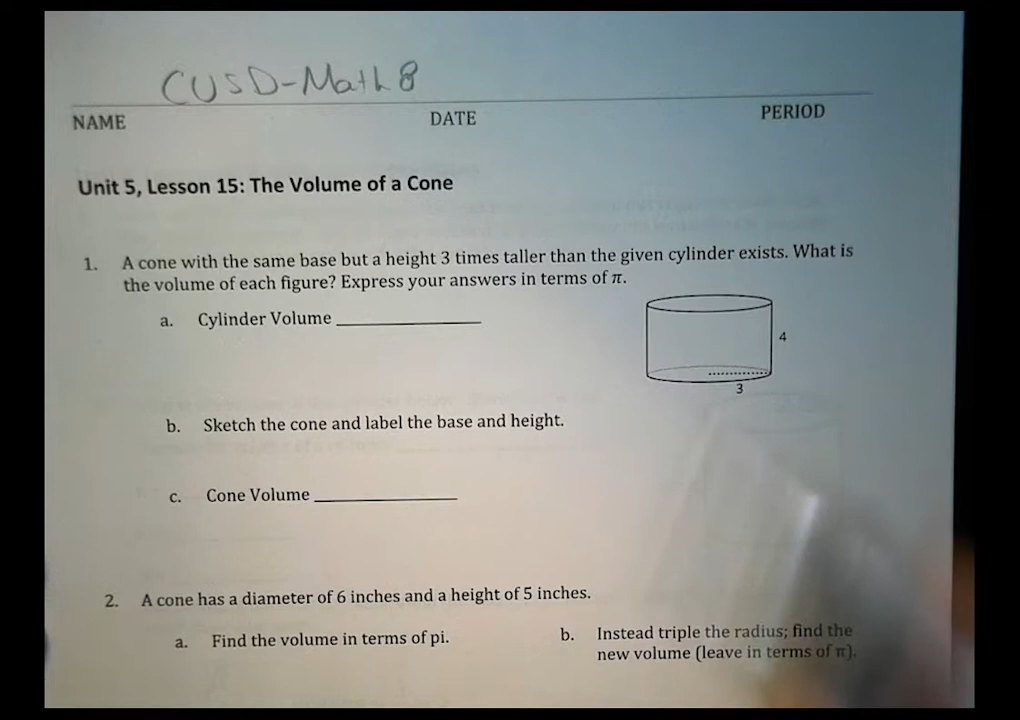 CUSD-Math 8
NAME DATE PERIOD
Unit 5, Lesson 15: The Volume of a Cone
1. A cone with the same base but a height 3 times taller than the given cylinder exists. What is
the volume of each figure? Express your answers in terms of π.
a. Cylinder Volume
4
3
b. Sketch the cone and label the base and height.
c. Cone Volume
2. A cone has a diameter of 6 inches and a height of 5 inches.
a. Find the volume in terms of pi.
b. Instead triple the radius; find the
new volume (leave in terms of π).